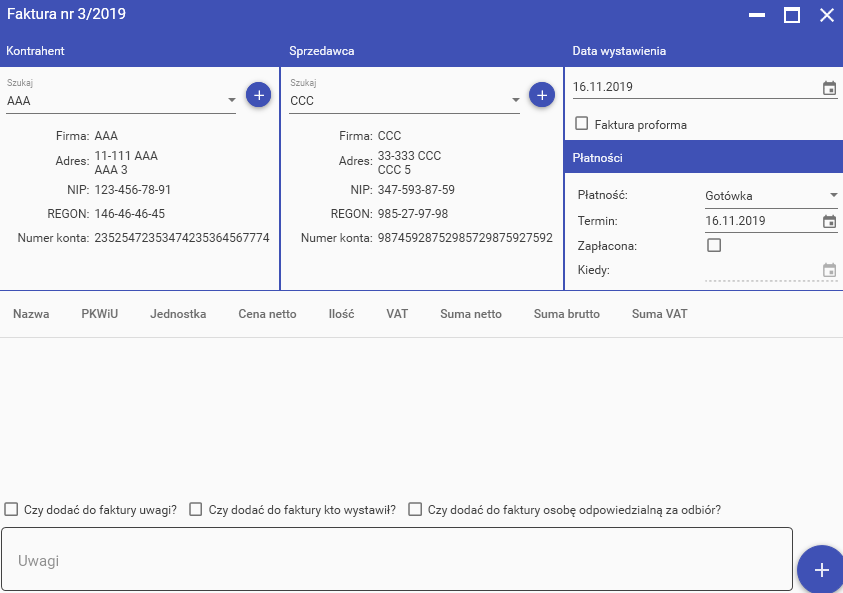 Faktura nr 3/2019
Kontrahent
Szukaj
AAA
Firma: AAA
Adres: 11-111 AAA
AAA 3
NIP: 123-456-78-91
REGON: 146-46-46-45
Numer konta: 23525472353474235364567774
Sprzedawca
Szukaj
CCC
Firma: CCC
Adres: 33-333 CCC
CCC 5
NIP: 347-593-87-59
REGON: 985-27-97-98
Numer konta: 98745928752985729875927592
Data wystawienia
16.11.2019
Faktura proforma
Płatności
Płatność: Gotówka
Termin: 16.11.2019
Zapłacona:
Kiedy:
Nazwa PKWiU Jednostka Cena netto Ilość VAT Suma netto Suma brutto Suma VAT
Czy dodać do faktury uwagi? Czy dodać do faktury kto wystawił? Czy dodać do faktury osobę odpowiedzialną za odbiór?
Uwagi